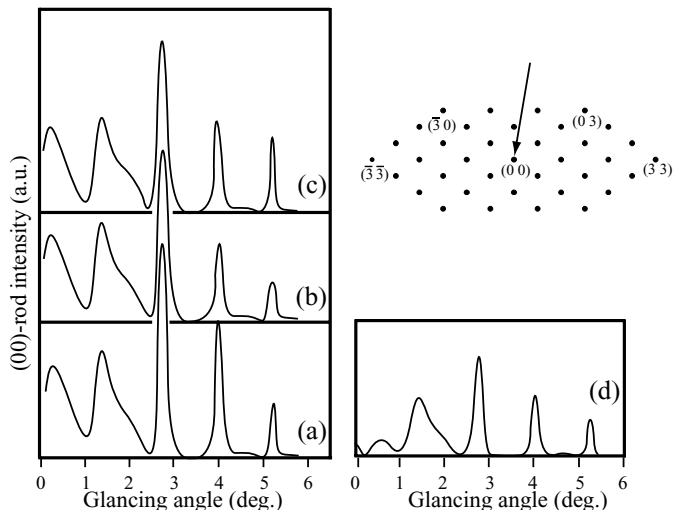 (00)-rod intensity (a.u.)
(c)
(b)
(a)
0 1 2 3 4 5 6
Glancing angle (deg.)
(3̅ 0)
(0 3)
(3̅ 3̅)
(0 0)
(3 3)
(d)
0 1 2 3 4 5 6
Glancing angle (deg.)